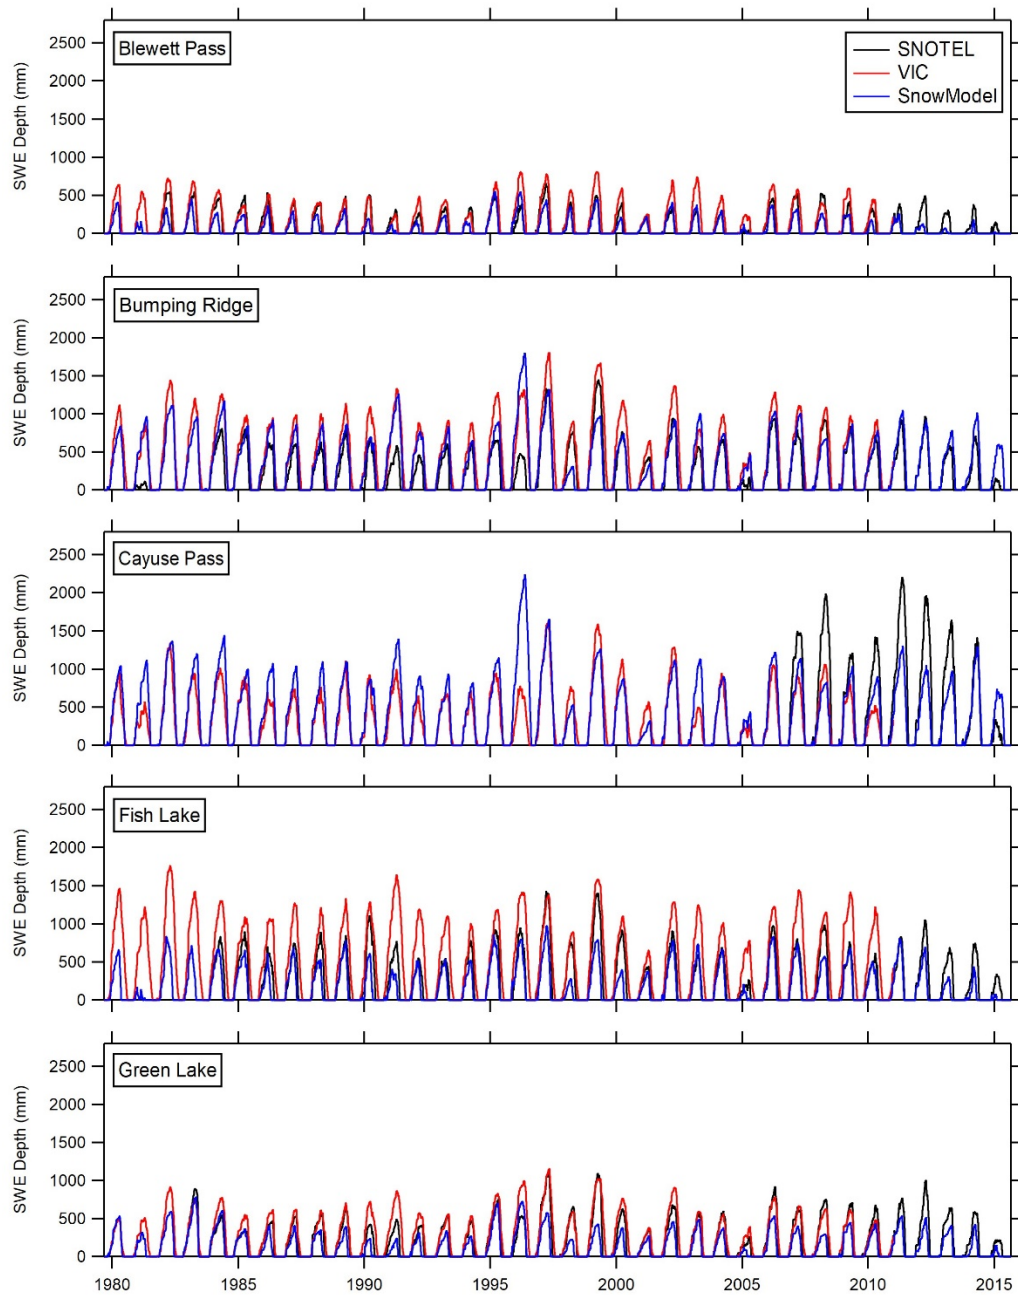 2500
2000
1500
1000
500
0
SWE Depth (mm)
Blewett Pass
SNOTEL
VIC
SnowModel
2500
2000
1500
1000
500
0
SWE Depth (mm)
Bumping Ridge
2500
2000
1500
1000
500
0
SWE Depth (mm)
Cayuse Pass
2500
2000
1500
1000
500
0
SWE Depth (mm)
Fish Lake
2500
2000
1500
1000
500
0
SWE Depth (mm)
Green Lake
1980 1985 1990 1995 2000 2005 2010 2015